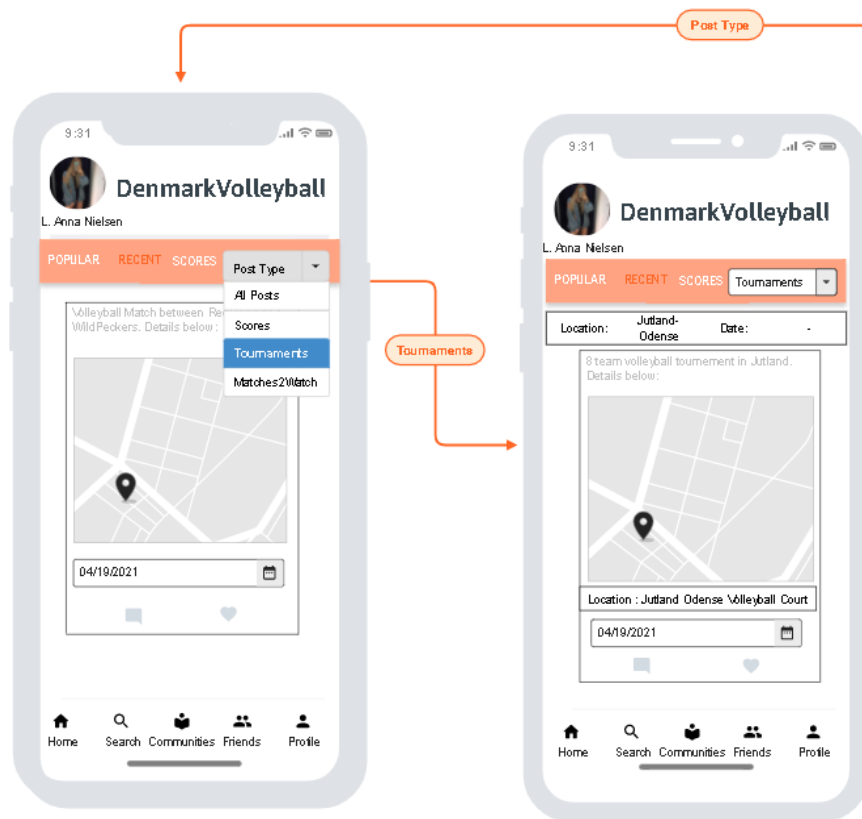 Post Type
9:31
DenmarkVolleyball
L. Anna Nielsen
POPULAR RECENT SCORES Post Type
All Posts
Scores
Tournaments
Matches2Watch
Volleyball Match between Re
WildPeckers. Details below :
04/19/2021
Home Search Communities Friends Profile
Tournaments
9:31
DenmarkVolleyball
L. Anna Nielsen
POPULAR RECENT SCORES Tournaments
Location: Jutland-
Odense Date: -
8 team volleyball tournement in Jutland.
Details below:
Location : Jutland Odense Volleyball Court
04/19/2021
Home Search Communities Friends Profile